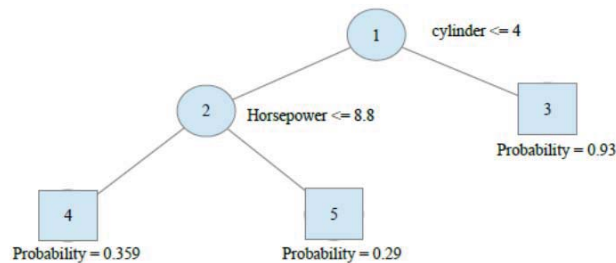 1
cylinder <= 4
2
Horsepower <= 8.8
3
Probability = 0.93
4
5
Probability = 0.359
Probability = 0.29